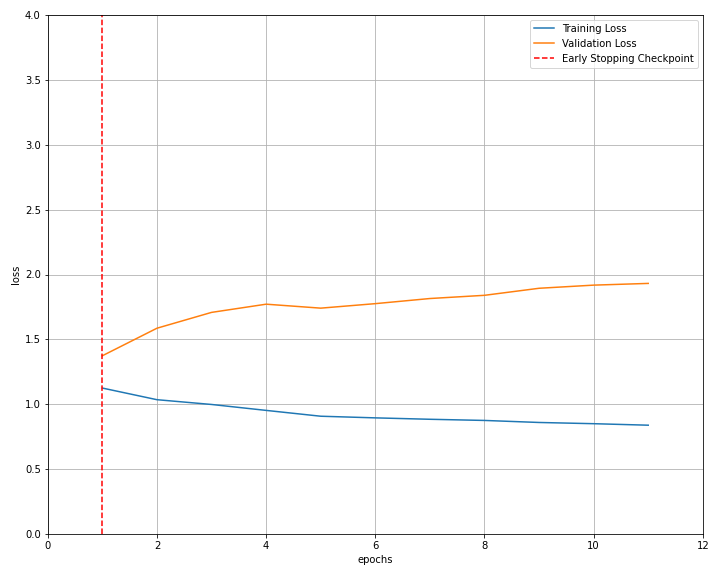 Training Loss
Validation Loss
Early Stopping Checkpoint
4.0
3.5
3.0
2.5
2.0
1.5
1.0
0.5
0.0
loss
0 2 4 6 8 10 12
epochs